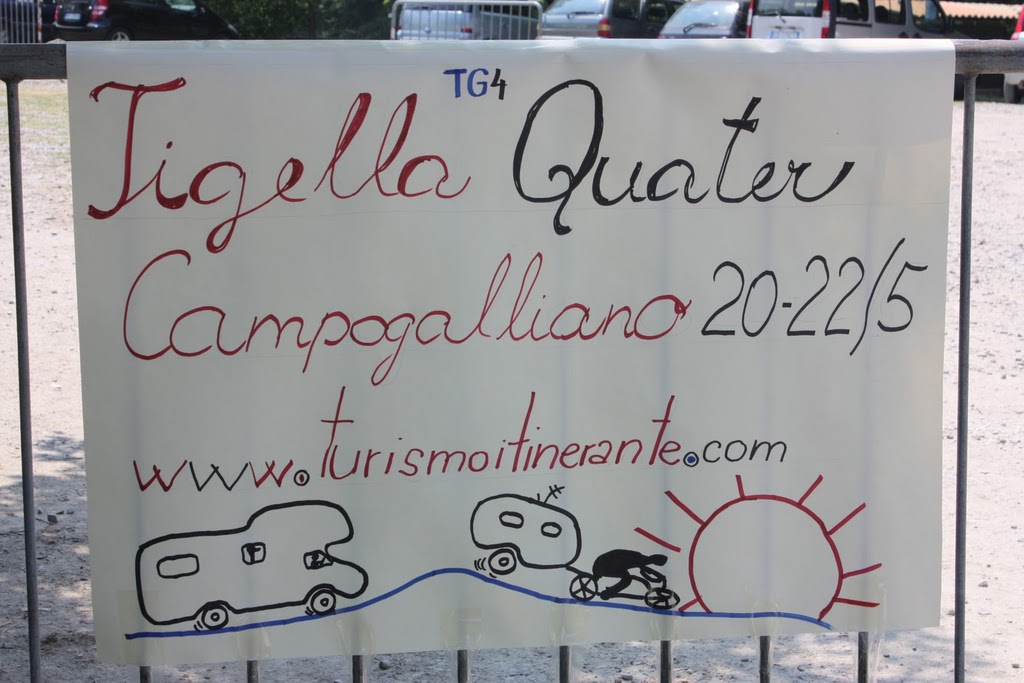 TG4
Tigella Quater
Campogalliano 20-22/5
www.turismoitinerante.com